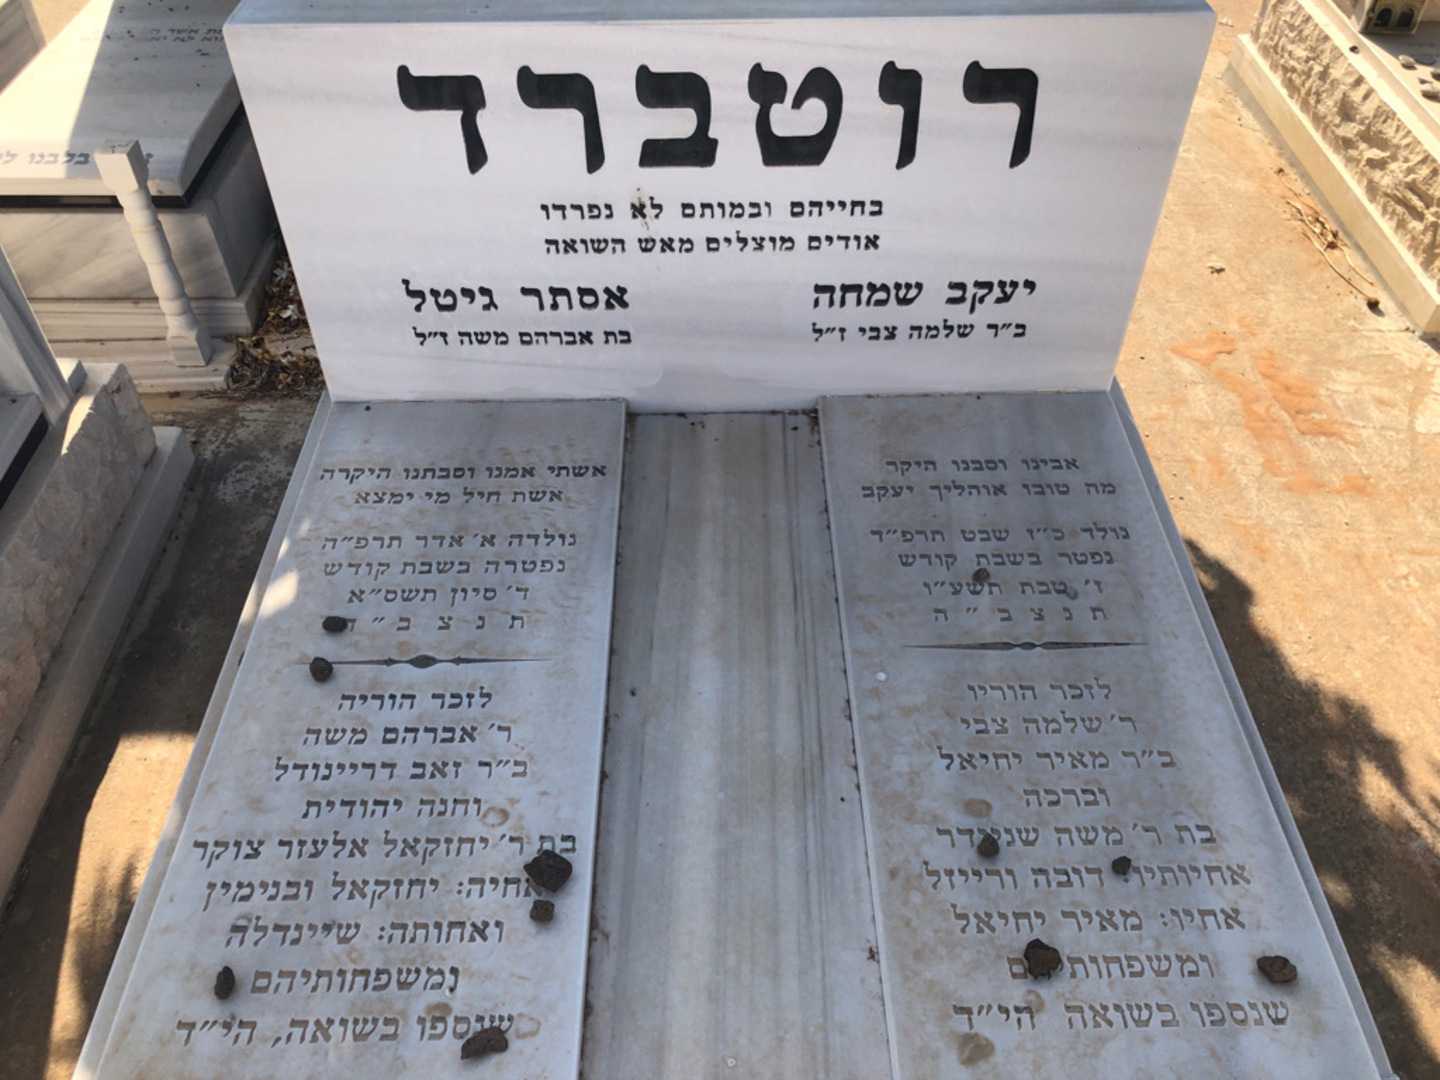 רוטברד
בחייהם ובמותם לא נפרדו
אודים מוצלים מאש השואה
יעקב שמחה
ב״ר שלמה צבי ז״ל
אסתר גיטל
בת אברהם משה ז״ל
אבינו וסבנו היקר
מה טובו אוהליך יעקב
נולד כ״ז שבט תרפ״ד
נפטר בשבת קודש
ז׳ טבת תשע״ו
ת נ צ ב ״ ה
לזכר הוריו
ר׳ שלמה צבי
ב״ר מאיר יחיאל
וברכה
בת ר׳ משה שניידר
אחיותיו: דובה ורייזל
אחיו: מאיר יחיאל
ומשפחותיהם
שנספו בשואה הי״ד
אשתי אמנו וסבתנו היקרה
אשת חיל מי ימצא
נולדה א׳ אדר תרפ״ה
נפטרה בשבת קודש
ד׳ סיון תשס״א
ת נ צ ב ״ ה
לזכר הוריה
ר׳ אברהם משה
ב״ר זאב דריינודל
וחנה יהודית
בת ר׳ יחזקאל אלעזר צוקר
אחיה: יחזקאל ובנימין
ואחותה: שיינדלה
ומשפחותיהם
שנספו בשואה, הי״ד